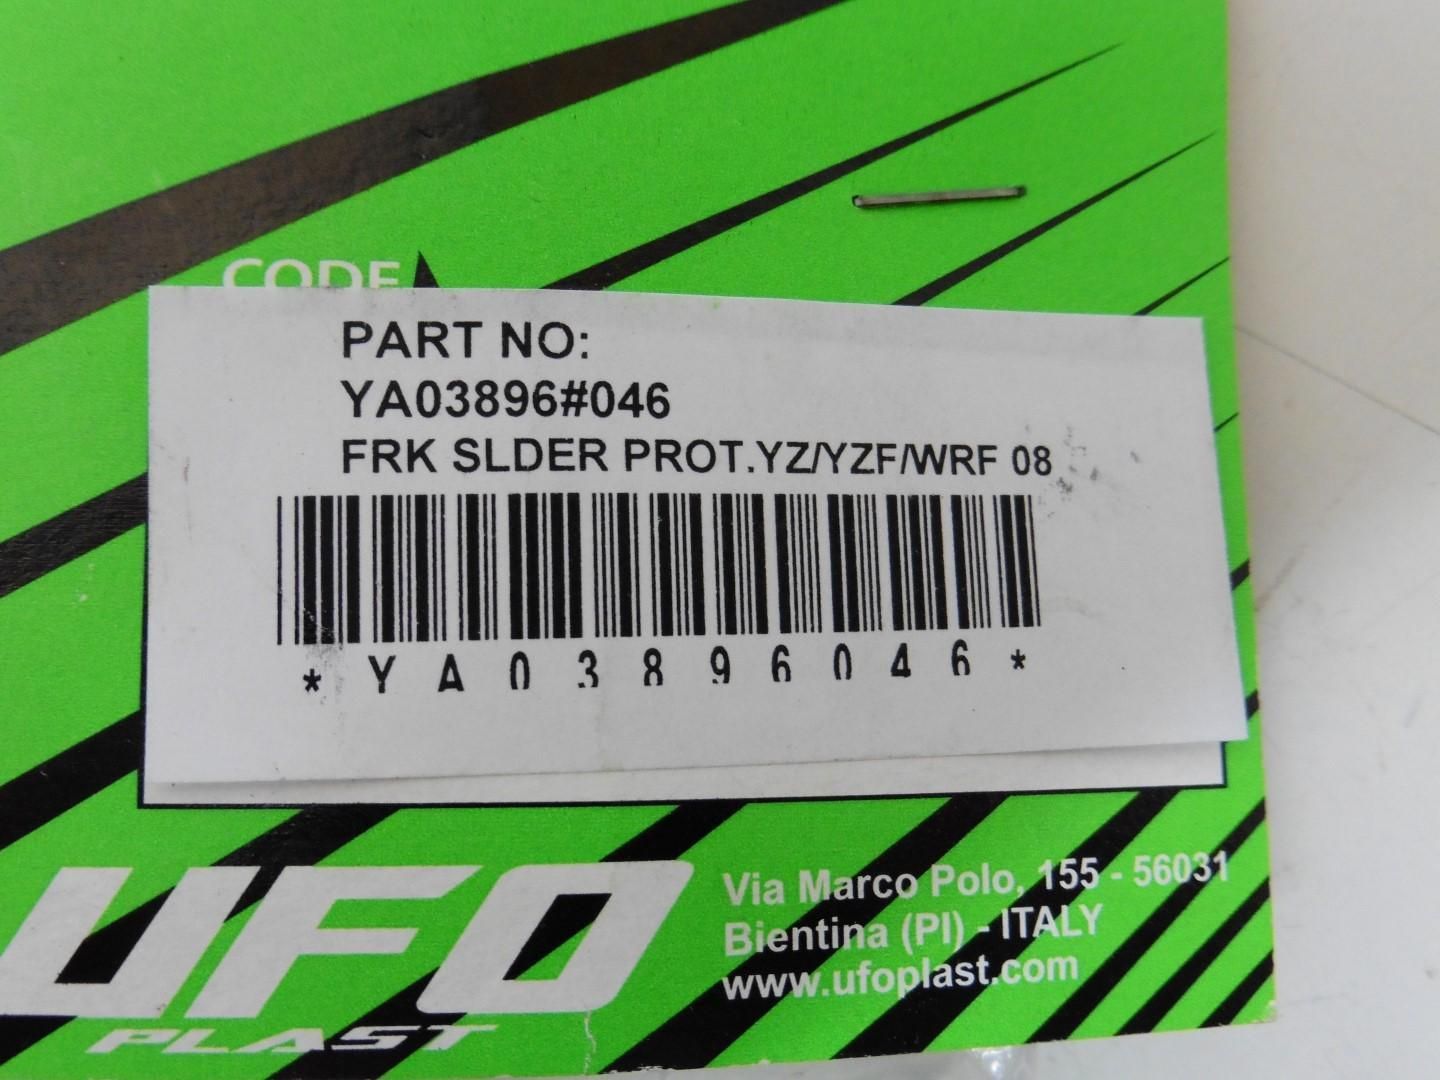 CODE
PART NO:
YA03896#046
FRK SLDER PROT.YZ/YZF/WRF 08
*YA03896046*
UFO
PLAST
Via Marco Polo, 155 - 56031
Bientina (PI) - ITALY
www.ufoplast.com